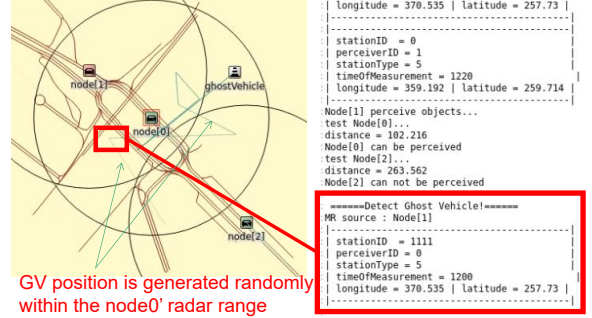 node[1]
ghostVehicle
node[0]
node[2]
GV position is generated randomly
within the node0' radar range
| longitude = 370.535 | latitude = 257.73 |
|----------------------------------------|
|----------------------------------------|
| stationID = 0 |
| perceiverID = 1 |
| stationType = 5 |
| timeOfMeasurement = 1220 |
| longitude = 359.192 | latitude = 259.714 |
|----------------------------------------|
Node[1] perceive objects...
test Node[0]...
distance = 102.216
Node[0] can be perceived
test Node[2]...
distance = 263.562
Node[2] can not be perceived
======Detect Ghost Vehicle!======
MR source : Node[1]
|----------------------------------------|
| stationID = 1111 |
| perceiverID = 0 |
| stationType = 5 |
| timeOfMeasurement = 1200 |
| longitude = 370.535 | latitude = 257.73 |
|----------------------------------------|